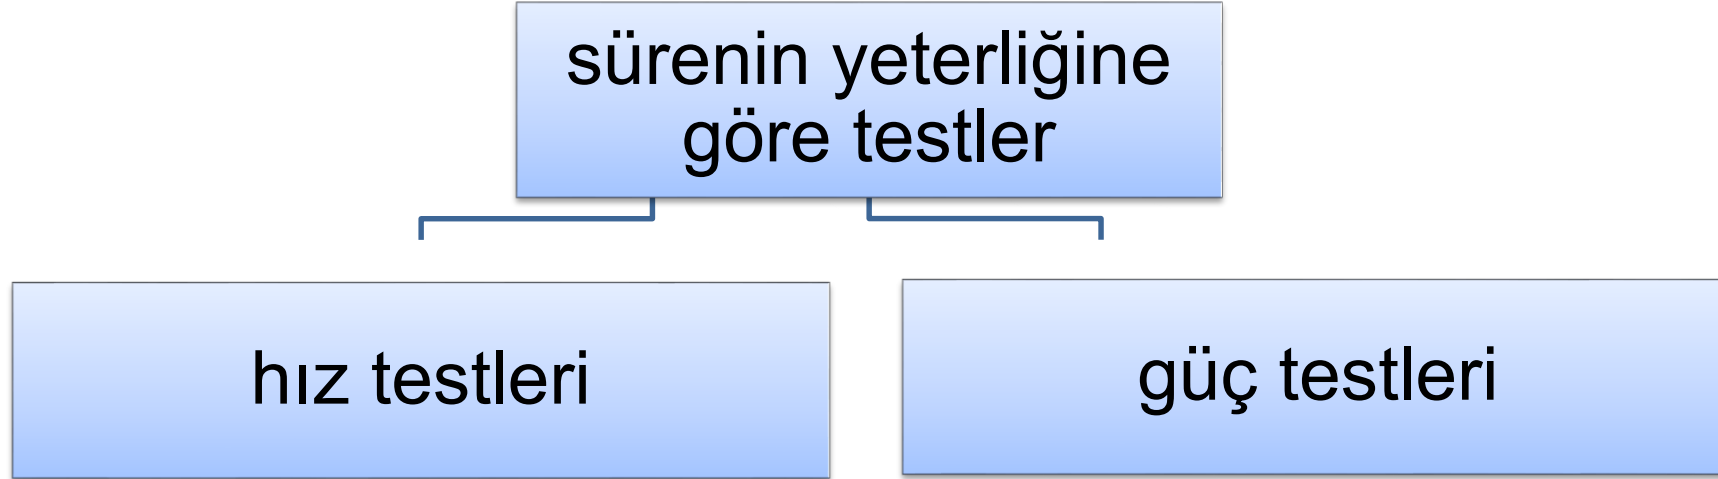 sürenin yeterliğine
göre testler
hız testleri
güç testleri